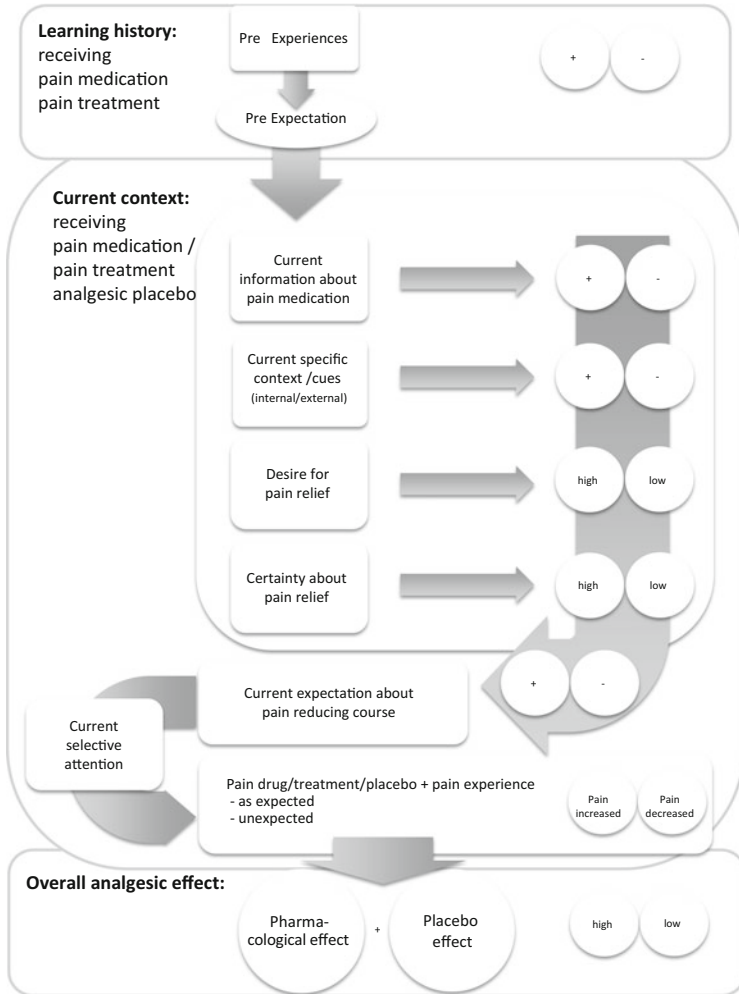 Learning history:
receiving
pain medication
pain treatment
Pre Experiences
Pre Expectation
+
-
Current context:
receiving
pain medication /
pain treatment
analgesic placebo
Current
information about
pain medication
+
-
Current specific
context /cues
(internal/external)
+
-
Desire for
pain relief
high
low
Certainty about
pain relief
high
low
+
-
Current expectation about
pain reducing course
Current
selective
attention
Pain drug/treatment/placebo + pain experience
- as expected
- unexpected
Pain
increased
Pain
decreased
Overall analgesic effect:
Pharma-
cological effect
+
Placebo
effect
high
low